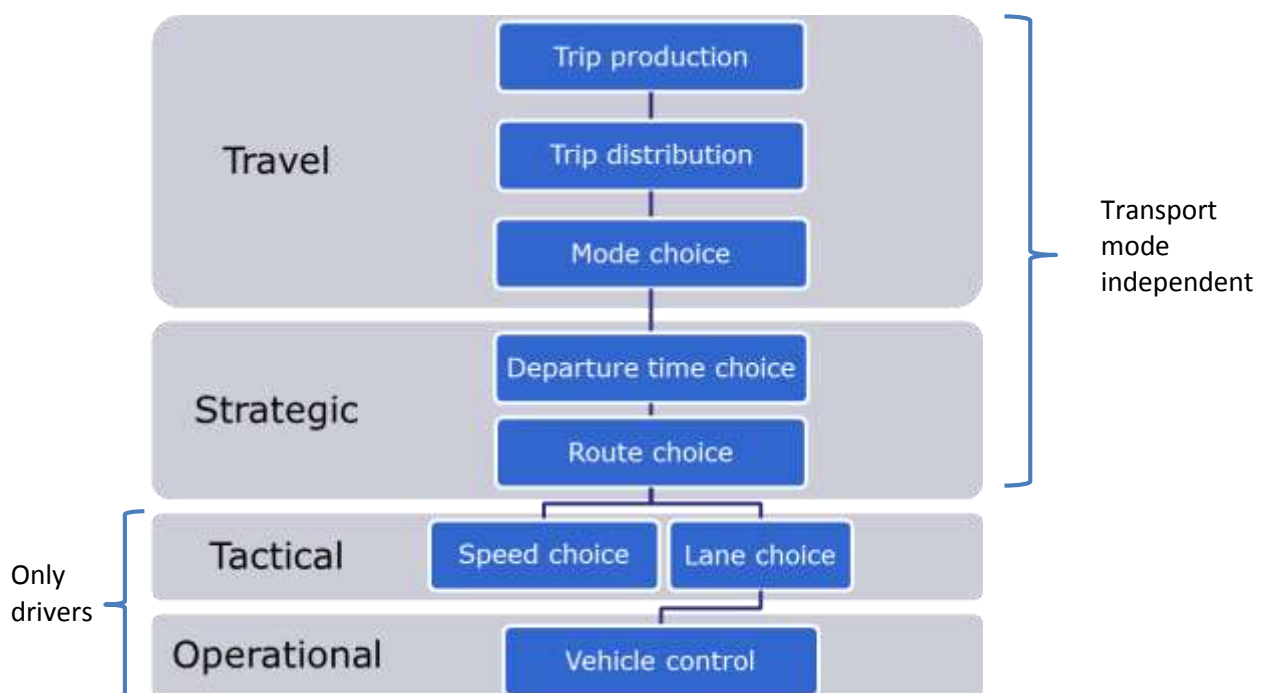 Trip production
Travel
Trip distribution
Mode choice
Transport
mode
independent
Departure time choice
Strategic
Route choice
Tactical
Speed choice
Lane choice
Only
drivers
Operational
Vehicle control